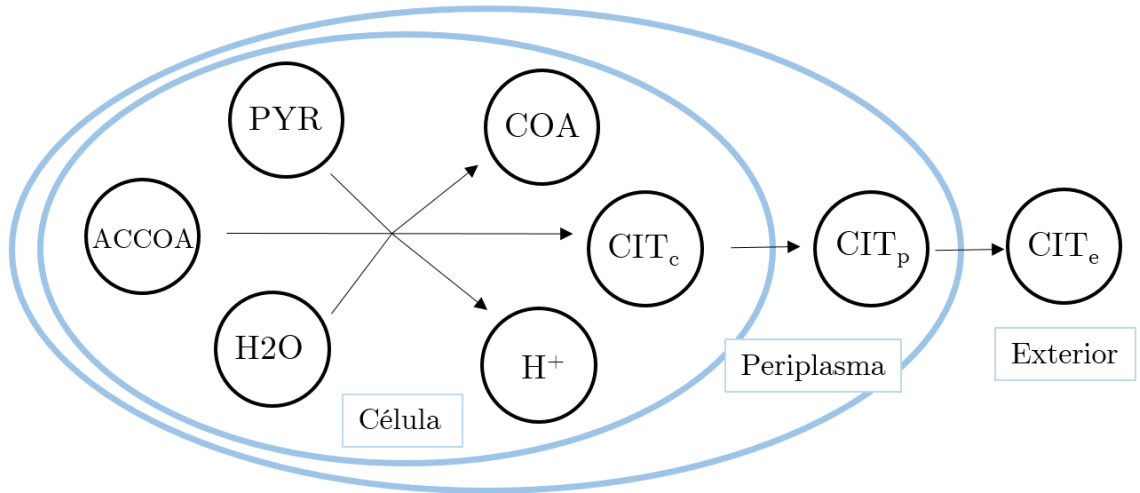 PYR
COA
ACCOA
CITc
CITp
CITe
H2O
H+
Célula
Periplasma
Exterior